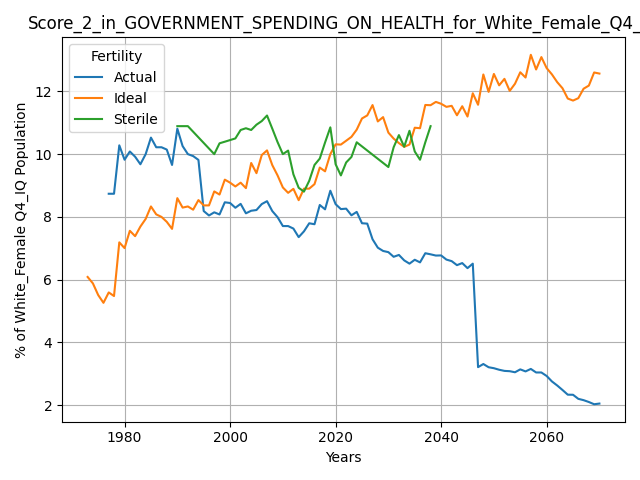 Score_2_in_GOVERNMENT_SPENDING_ON_HEALTH_for_White_Female_Q4_
Fertility
Actual
Ideal
Sterile
% of White_Female Q4_IQ Population
12
10
8
6
4
2
1980 2000 2020 2040 2060
Years